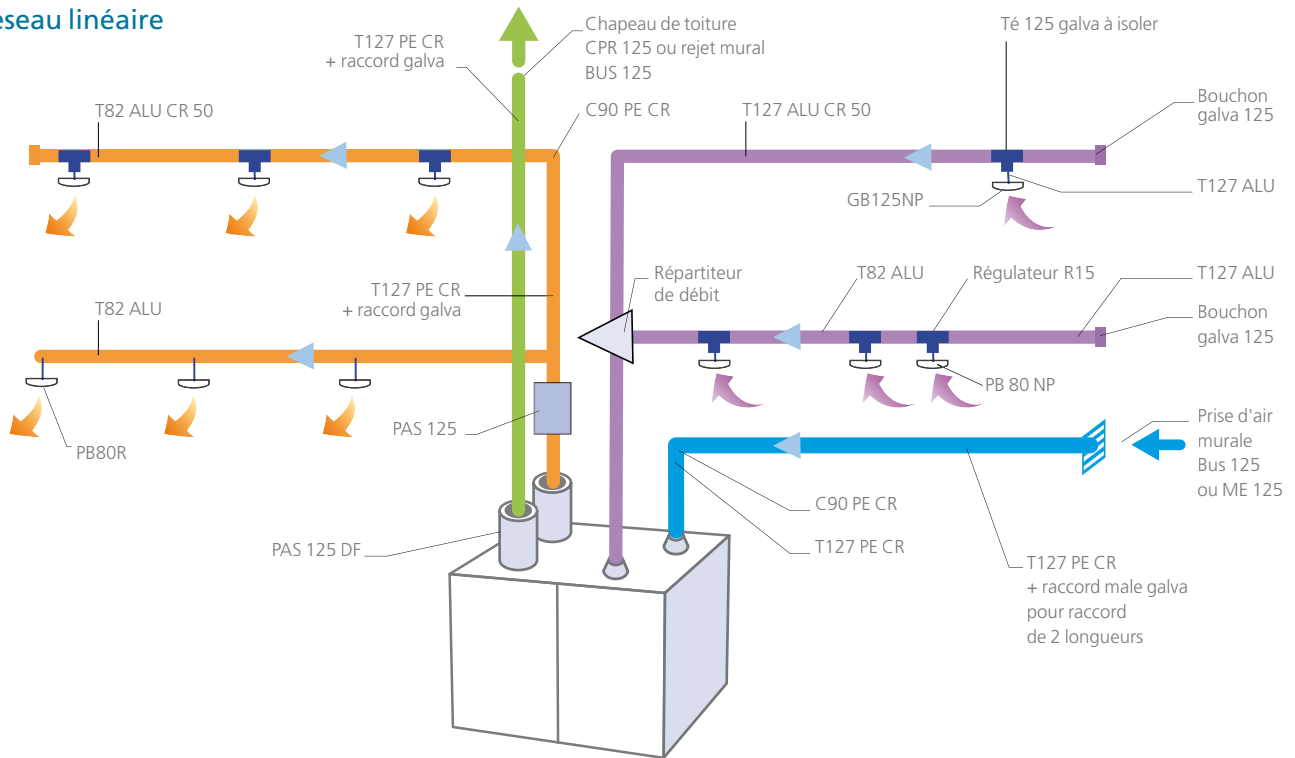 eseau linéaire
T127 PE CR
+ raccord galva
Chapeau de toiture
CPR 125 ou rejet mural
BUS 125
Té 125 galva à isoler
T82 ALU CR 50
C90 PE CR
T127 ALU CR 50
Bouchon
galva 125
GB125NP
T127 ALU
T82 ALU
T127 PE CR
+ raccord galva
Répartiteur
de débit
T82 ALU
Régulateur R15
T127 ALU
Bouchon
galva 125
PB 80 NP
PB80R
PAS 125
Prise d'air
murale
Bus 125
ou ME 125
C90 PE CR
T127 PE CR
PAS 125 DF
T127 PE CR
+ raccord male galva
pour raccord
de 2 longueurs